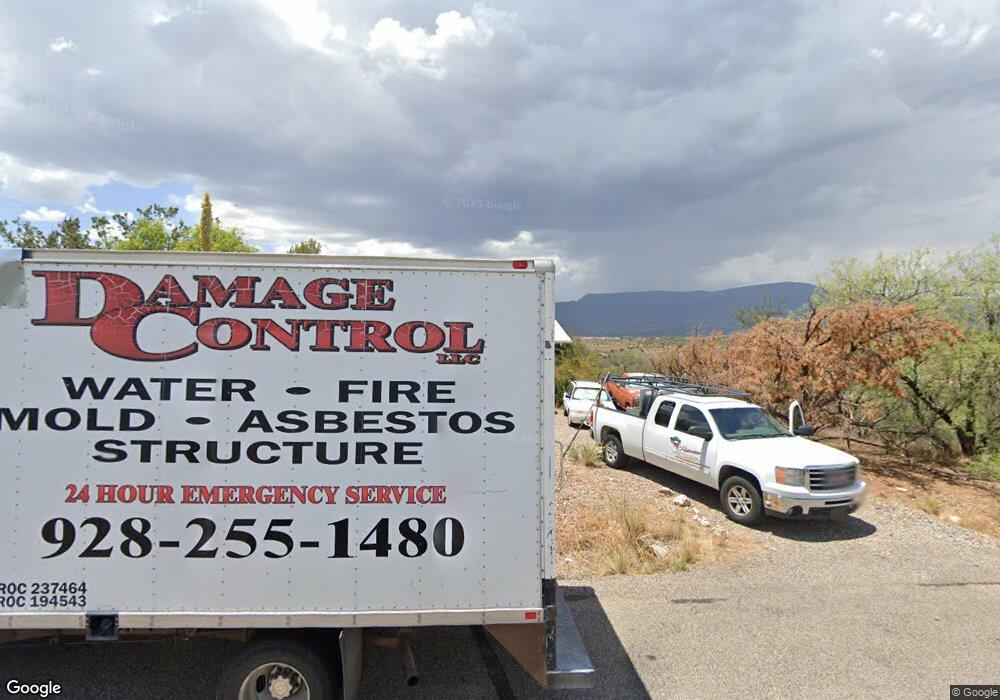 DAMAGE
CONTROL
LLC
WATER • FIRE
MOLD • ASBESTOS
STRUCTURE
24 HOUR EMERGENCY SERVICE
928-255-1480
ROC 237464
ROC 194543
© 2025 Google
Google
© Google